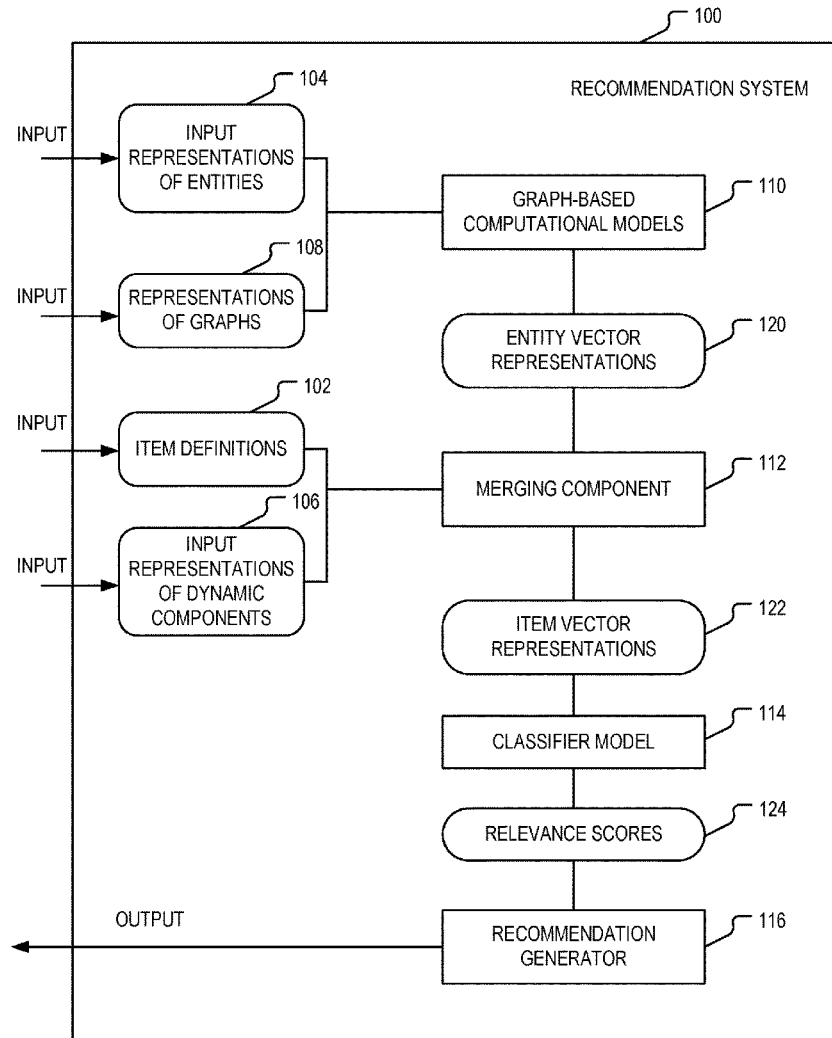 100
RECOMMENDATION SYSTEM
104
INPUT
INPUT
REPRESENTATIONS
OF ENTITIES
GRAPH-BASED
COMPUTATIONAL MODELS
110
108
INPUT
REPRESENTATIONS
OF GRAPHS
ENTITY VECTOR
REPRESENTATIONS
120
102
INPUT
ITEM DEFINITIONS
MERGING COMPONENT
112
106
INPUT
INPUT
REPRESENTATIONS
OF DYNAMIC
COMPONENTS
ITEM VECTOR
REPRESENTATIONS
122
CLASSIFIER MODEL
114
RELEVANCE SCORES
124
OUTPUT
RECOMMENDATION
GENERATOR
116